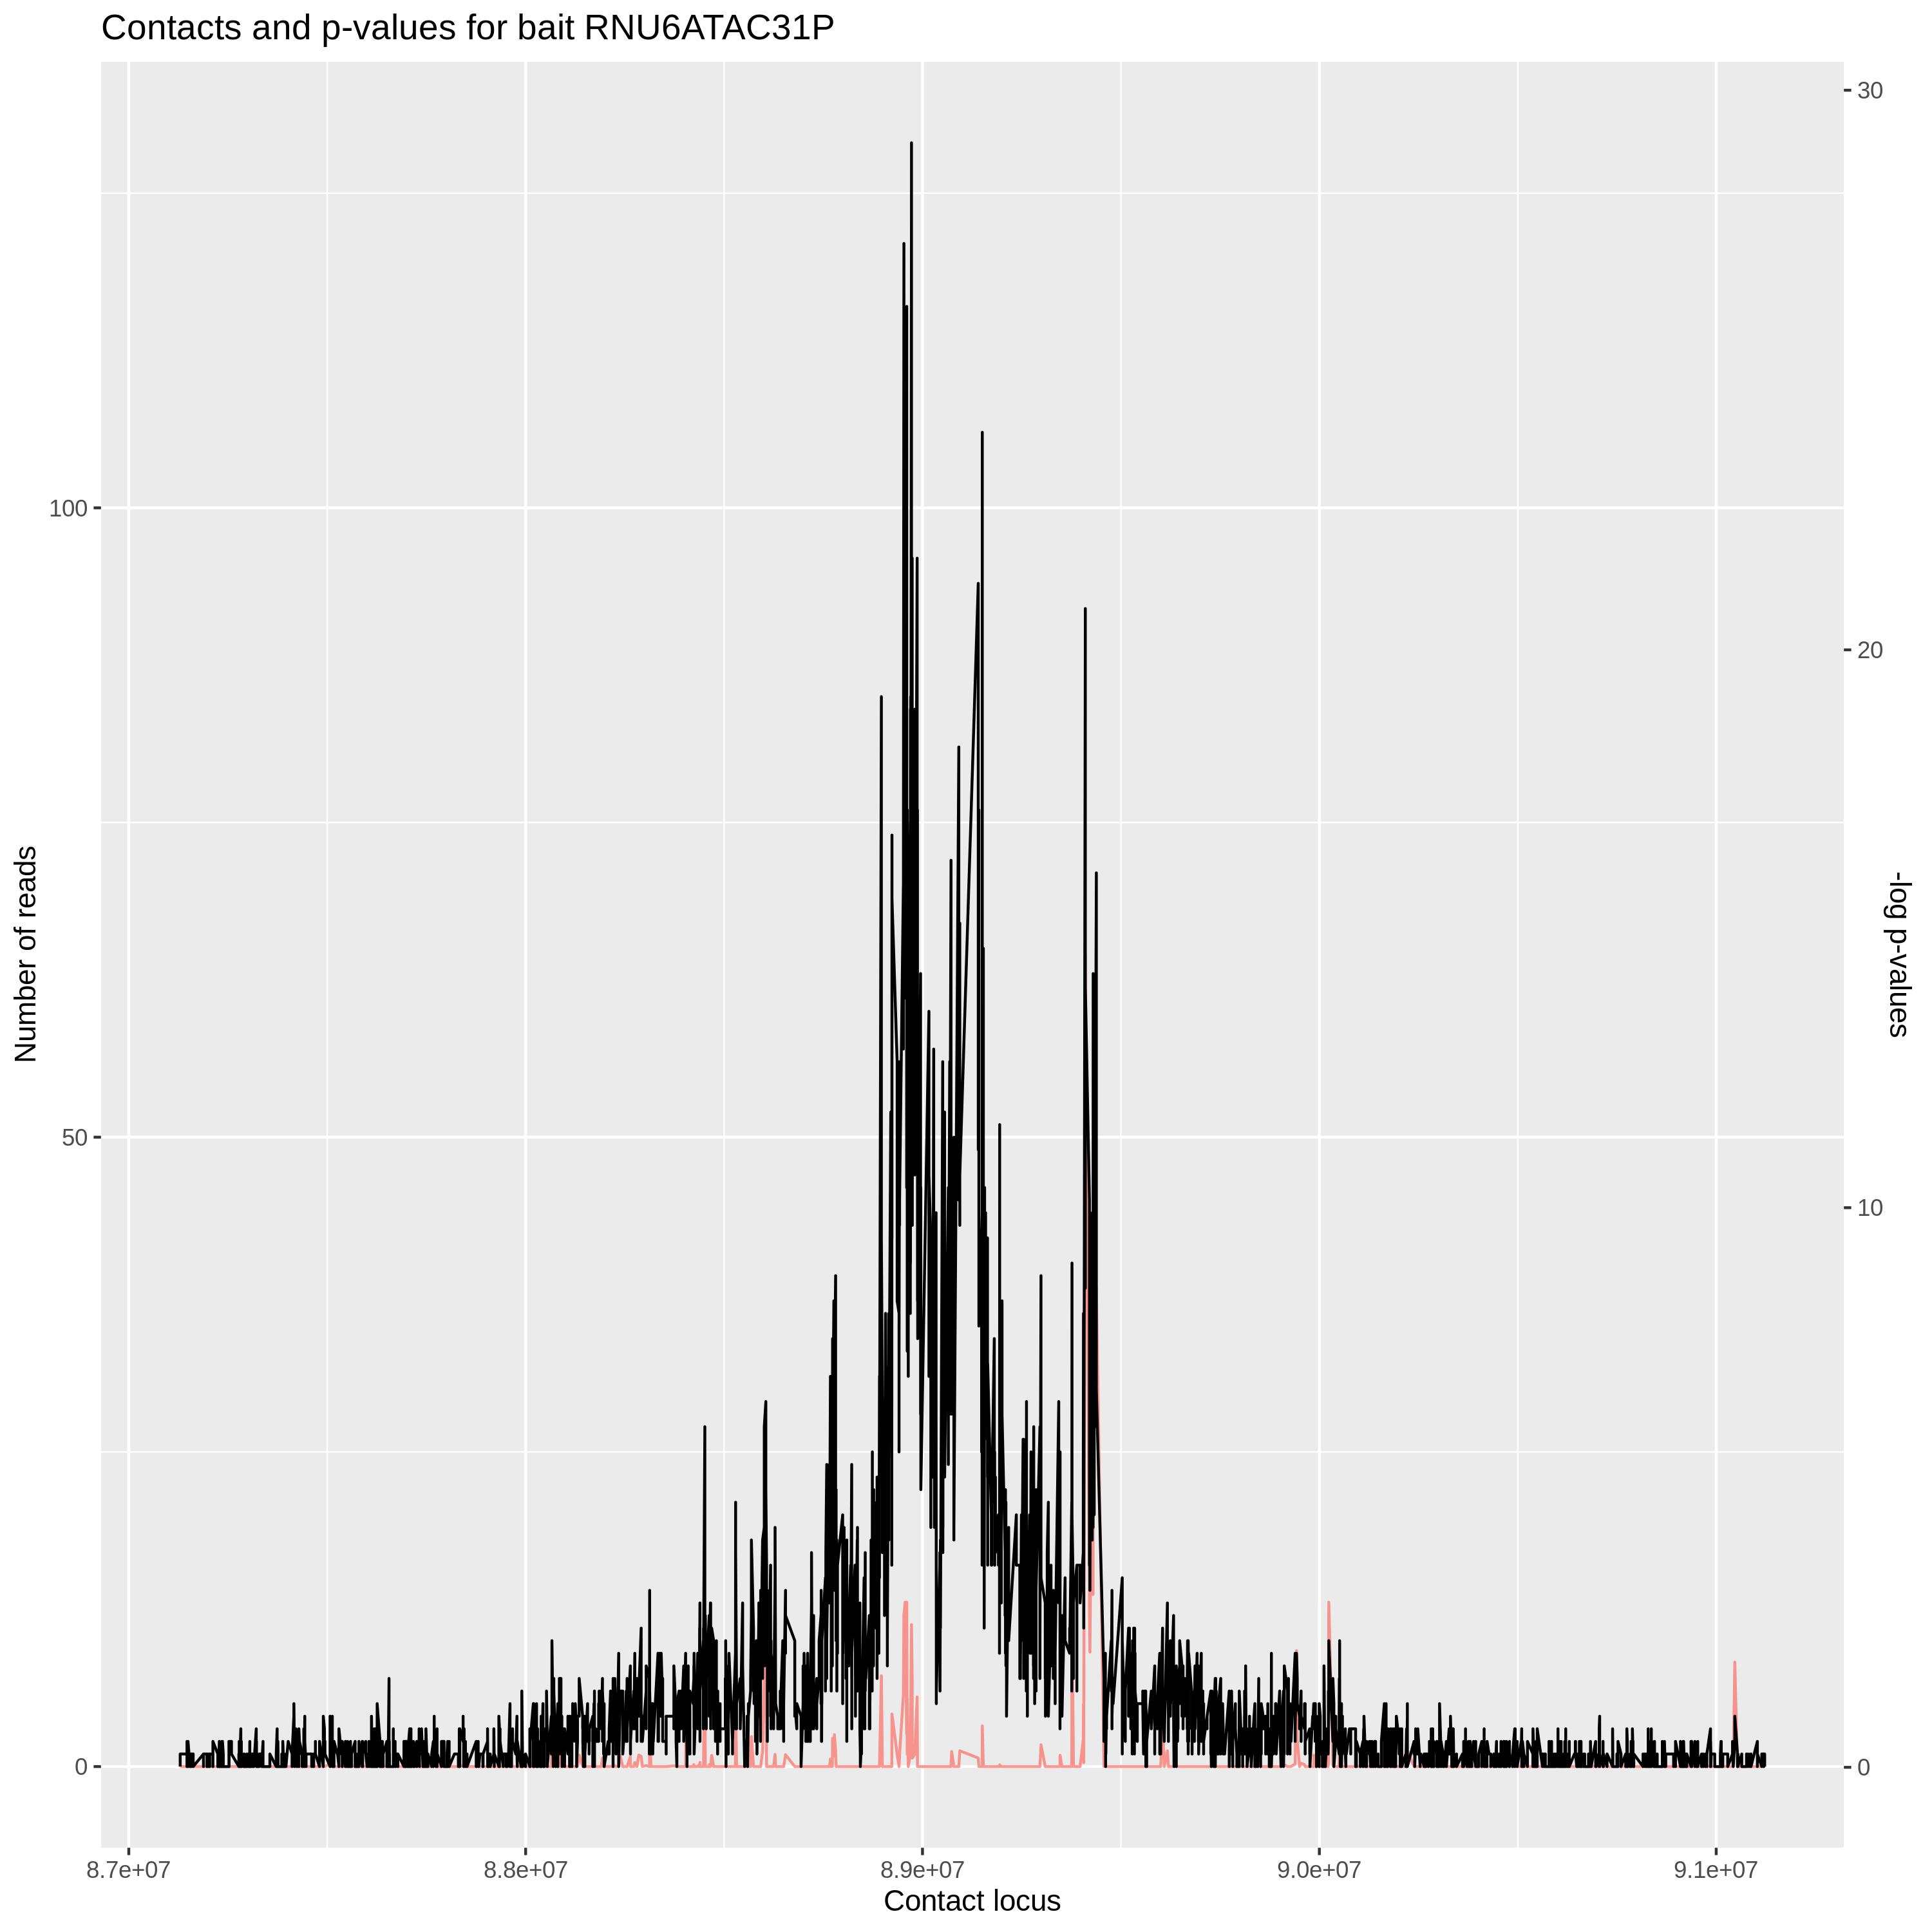 Contacts and p-values for bait RNU6ATAC31P
30
20
10
0
100
50
0
Number of reads
-log p-values
8.7e+07
8.8e+07
8.9e+07
9.0e+07
9.1e+07
Contact locus